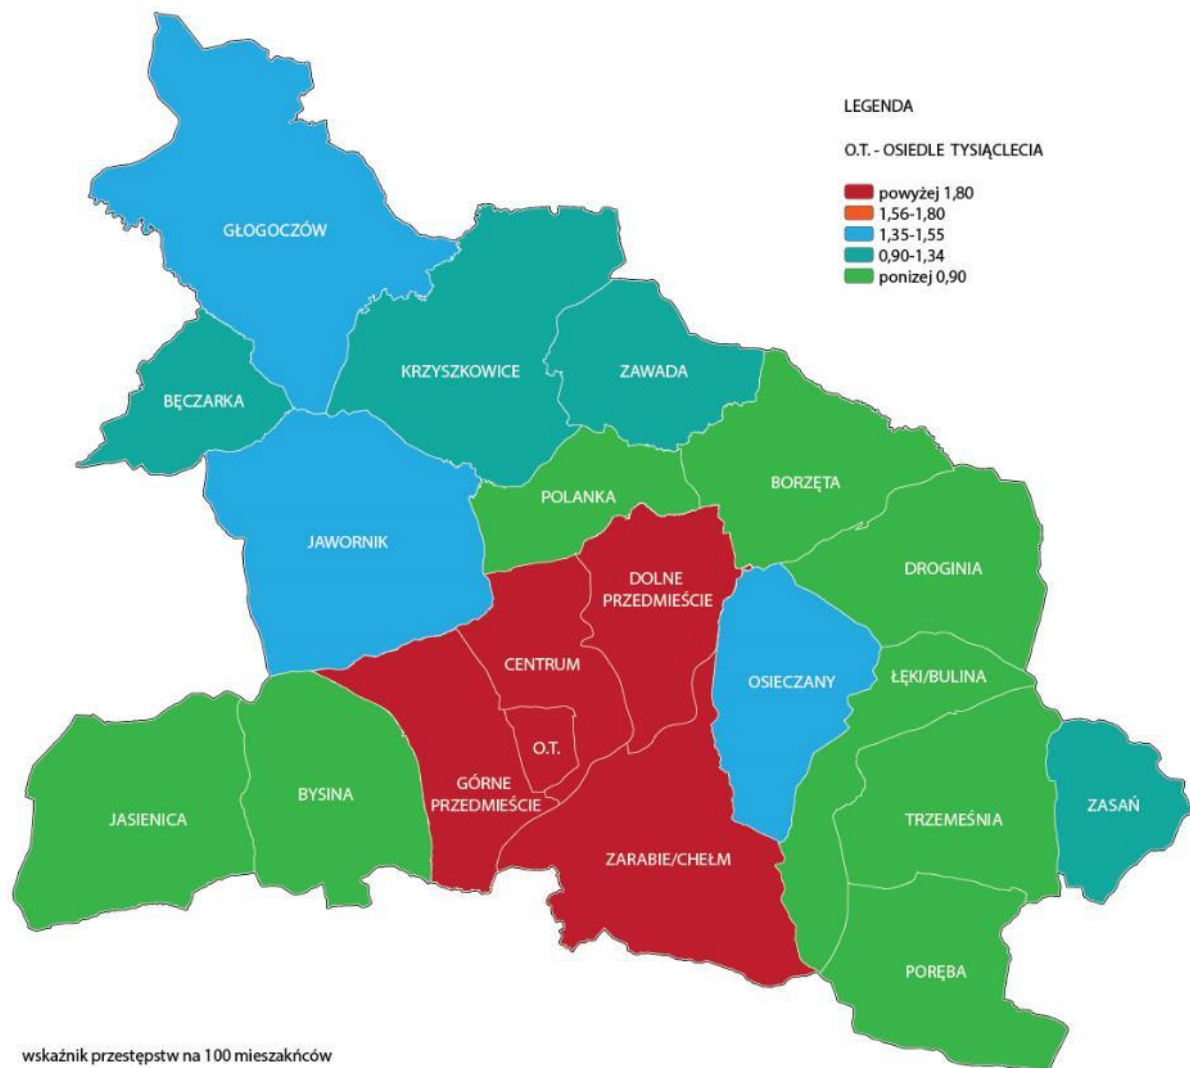 LEGENDA
O.T. - OSIEDLE TYSIĄCLECIA
powyżej 1,80
1,56-1,80
1,35-1,55
0,90-1,34
ponizej 0,90
GŁOGOCZÓW
KRZYSZKOWICE
ZAWADA
BĘCZARKA
BORZĘTA
POLANKA
JAWORNIK
DROGINIA
DOLNE
PRZEDMIEŚCIE
CENTRUM
OSIECZANY
ŁĘKI/BULINA
O.T.
GÓRNE
PRZEDMIEŚCIE
BYSINA
JASIENICA
TRZEMEŚNIA
ZASAŃ
ZARABIE/CHEŁM
PORĘBA
wskaźnik przestępstw na 100 mieszakńców